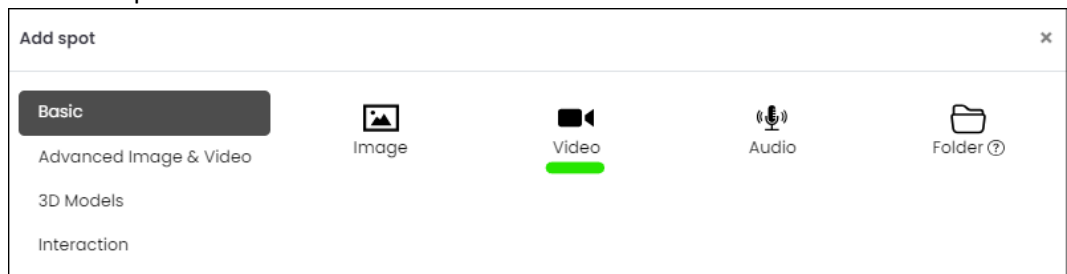 Add spot ×
Basic
Advanced Image & Video
3D Models
Interaction
Image
Video
Audio
Folder ?